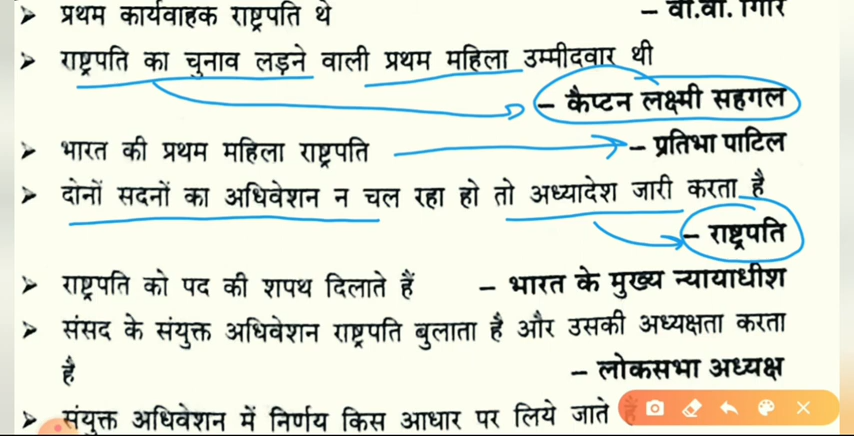 ➤ प्रथम कार्यवाहक राष्ट्रपति थे – वी.वी. गिरि
➤ राष्ट्रपति का चुनाव लड़ने वाली प्रथम महिला उम्मीदवार थी
– कैप्टन लक्ष्मी सहगल
➤ भारत की प्रथम महिला राष्ट्रपति – प्रतिभा पाटिल
➤ दोनों सदनों का अधिवेशन न चल रहा हो तो अध्यादेश जारी करता है
– राष्ट्रपति
➤ राष्ट्रपति को पद की शपथ दिलाते हैं – भारत के मुख्य न्यायाधीश
➤ संसद के संयुक्त अधिवेशन राष्ट्रपति बुलाता है और उसकी अध्यक्षता करता
है – लोकसभा अध्यक्ष
➤ संयुक्त अधिवेशन में निर्णय किस आधार पर लिये जाते